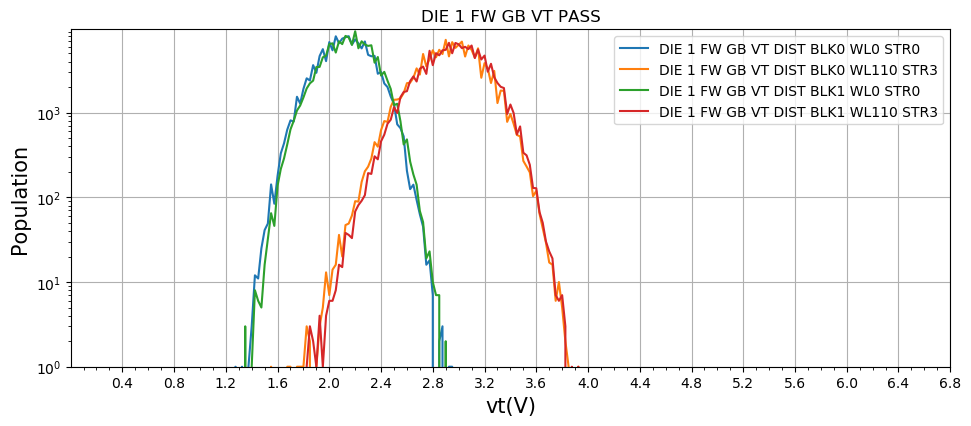 DIE 1 FW GB VT PASS
DIE 1 FW GB VT DIST BLK0 WL0 STR0
DIE 1 FW GB VT DIST BLK0 WL110 STR3
DIE 1 FW GB VT DIST BLK1 WL0 STR0
DIE 1 FW GB VT DIST BLK1 WL110 STR3
Population
10³
10²
10¹
10⁰
0.4 0.8 1.2 1.6 2.0 2.4 2.8 3.2 3.6 4.0 4.4 4.8 5.2 5.6 6.0 6.4 6.8
vt(V)